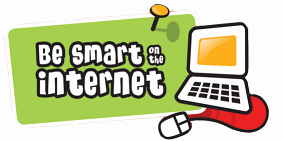 Be smart on the
internet